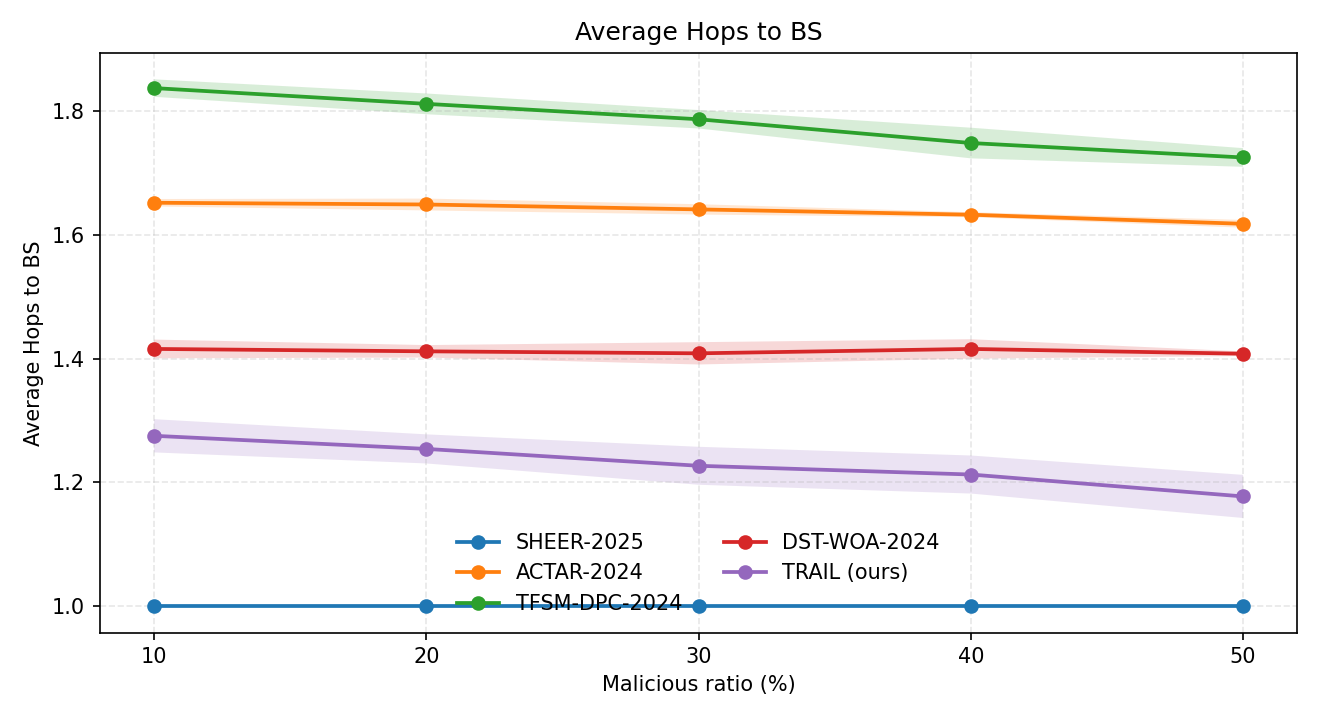 Average Hops to BS
Average Hops to BS
1.8
1.6
1.4
1.2
1.0
SHEER-2025
ACTAR-2024
TFSM-DPC-2024
DST-WOA-2024
TRAIL (ours)
10 20 30 40 50
Malicious ratio (%)